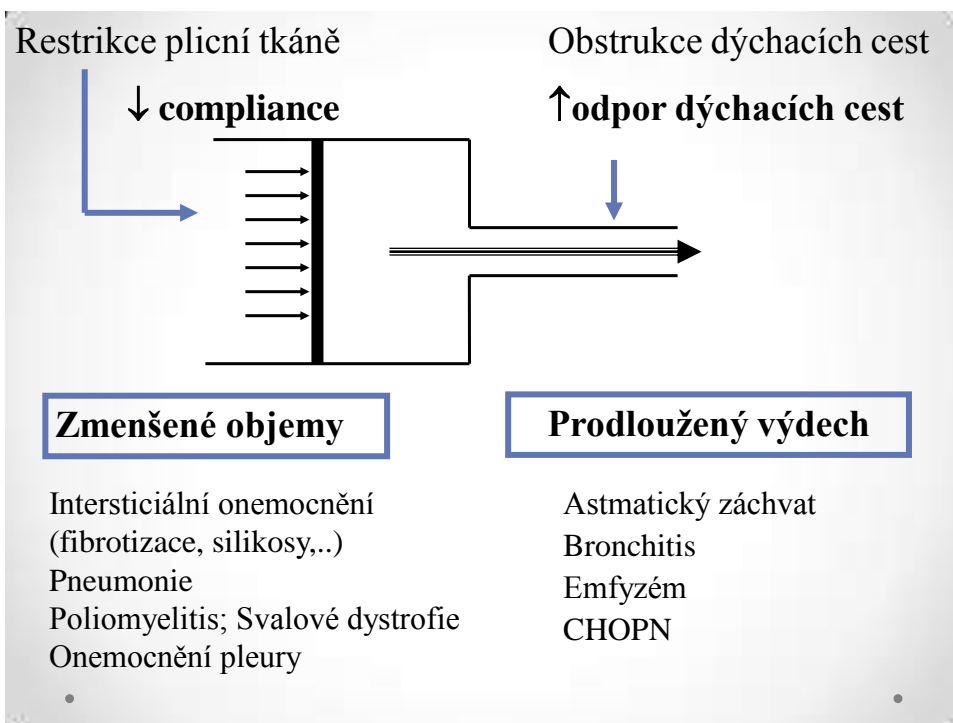 Restrikce plicní tkáně
↓ compliance
Obstrukce dýchacích cest
↑odpor dýchacích cest
Zmenšené objemy
Intersticiální onemocnění
(fibrotizace, silikosy,..)
Pneumonie
Poliomyelitis; Svalové dystrofie
Onemocnění pleury
Prodloužený výdech
Astmatický záchvat
Bronchitis
Emfyzém
CHOPN